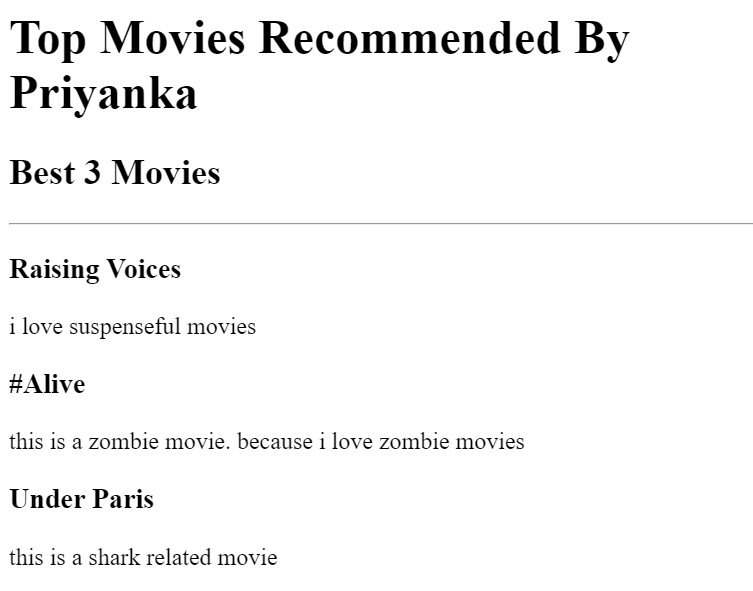 Top Movies Recommended By
Priyanka
Best 3 Movies
Raising Voices
i love suspenseful movies
#Alive
this is a zombie movie. because i love zombie movies
Under Paris
this is a shark related movie